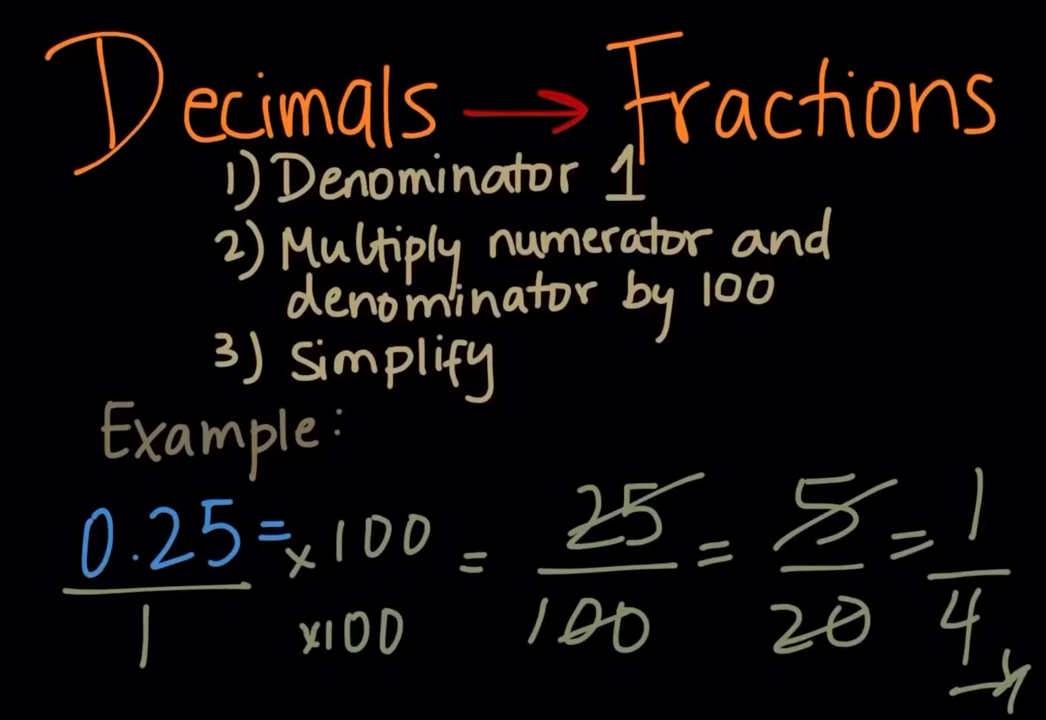 Decimals → Fractions
1) Denominator 1
2) Multiply numerator and
denominator by 100
3) Simplify
Example:
0.25= ×100 = 25 = 5 = 1
1 ×100 100 20 4